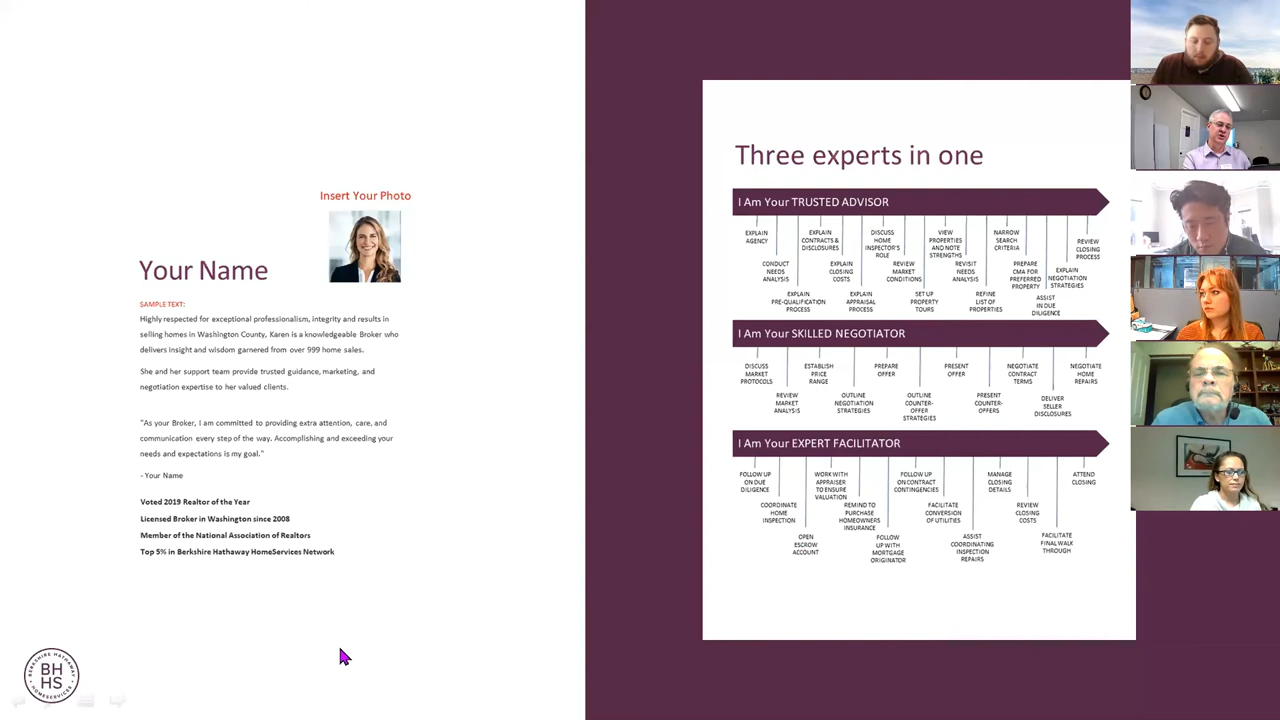 Insert Your Photo
Your Name
SAMPLE TEXT:
Highly respected for exceptional professionalism, integrity and results in
selling homes in Washington County, Karen is a knowledgeable Broker who
delivers insight and wisdom garnered from over 999 home sales.
She and her support team provide trusted guidance, marketing, and
negotiation expertise to her valued clients.
"As your Broker, I am committed to providing extra attention, care, and
communication every step of the way. Accomplishing and exceeding your
needs and expectations is my goal."
- Your Name
Voted 2019 Realtor of the Year
Licensed Broker in Washington since 2008
Member of the National Association of Realtors
Top 5% in Berkshire Hathaway HomeServices Network
BERKSHIRE HATHAWAY
BH
HS
HOMESERVICES
Three experts in one
I Am Your TRUSTED ADVISOR
EXPLAIN
AGENCY
CONDUCT
NEEDS
ANALYSIS
EXPLAIN
PRE-QUALIFICATION
PROCESS
EXPLAIN
CONTRACTS &
DISCLOSURES
EXPLAIN
CLOSING
COSTS
EXPLAIN
APPRAISAL
PROCESS
DISCUSS
HOME
INSPECTOR'S
ROLE
REVIEW
MARKET
CONDITIONS
SET UP
PROPERTY
TOURS
VIEW
PROPERTIES
AND NOTE
STRENGTHS
REVISIT
NEEDS
ANALYSIS
REFINE
LIST OF
PROPERTIES
NARROW
SEARCH
CRITERIA
PREPARE
CMA FOR
PREFERRED
PROPERTY
ASSIST
IN DUE
DILIGENCE
EXPLAIN
NEGOTIATION
STRATEGIES
REVIEW
CLOSING
PROCESS
I Am Your SKILLED NEGOTIATOR
DISCUSS
MARKET
PROTOCOLS
REVIEW
MARKET
ANALYSIS
ESTABLISH
PRICE
RANGE
OUTLINE
NEGOTIATION
STRATEGIES
PREPARE
OFFER
OUTLINE
COUNTER-
OFFER
STRATEGIES
PRESENT
OFFER
PRESENT
COUNTER-
OFFERS
NEGOTIATE
CONTRACT
TERMS
DELIVER
SELLER
DISCLOSURES
NEGOTIATE
HOME
REPAIRS
I Am Your EXPERT FACILITATOR
FOLLOW UP
ON DUE
DILIGENCE
COORDINATE
HOME
INSPECTION
OPEN
ESCROW
ACCOUNT
WORK WITH
APPRAISER
TO ENSURE
VALUATION
REMIND TO
PURCHASE
HOMEOWNERS
INSURANCE
FOLLOW
UP WITH
MORTGAGE
ORIGINATOR
FOLLOW UP
ON CONTRACT
CONTINGENCIES
FACILITATE
CONVERSION
OF UTILITIES
ASSIST
COORDINATING
INSPECTION
REPAIRS
MANAGE
CLOSING
DETAILS
REVIEW
CLOSING
COSTS
FACILITATE
FINAL WALK
THROUGH
ATTEND
CLOSING